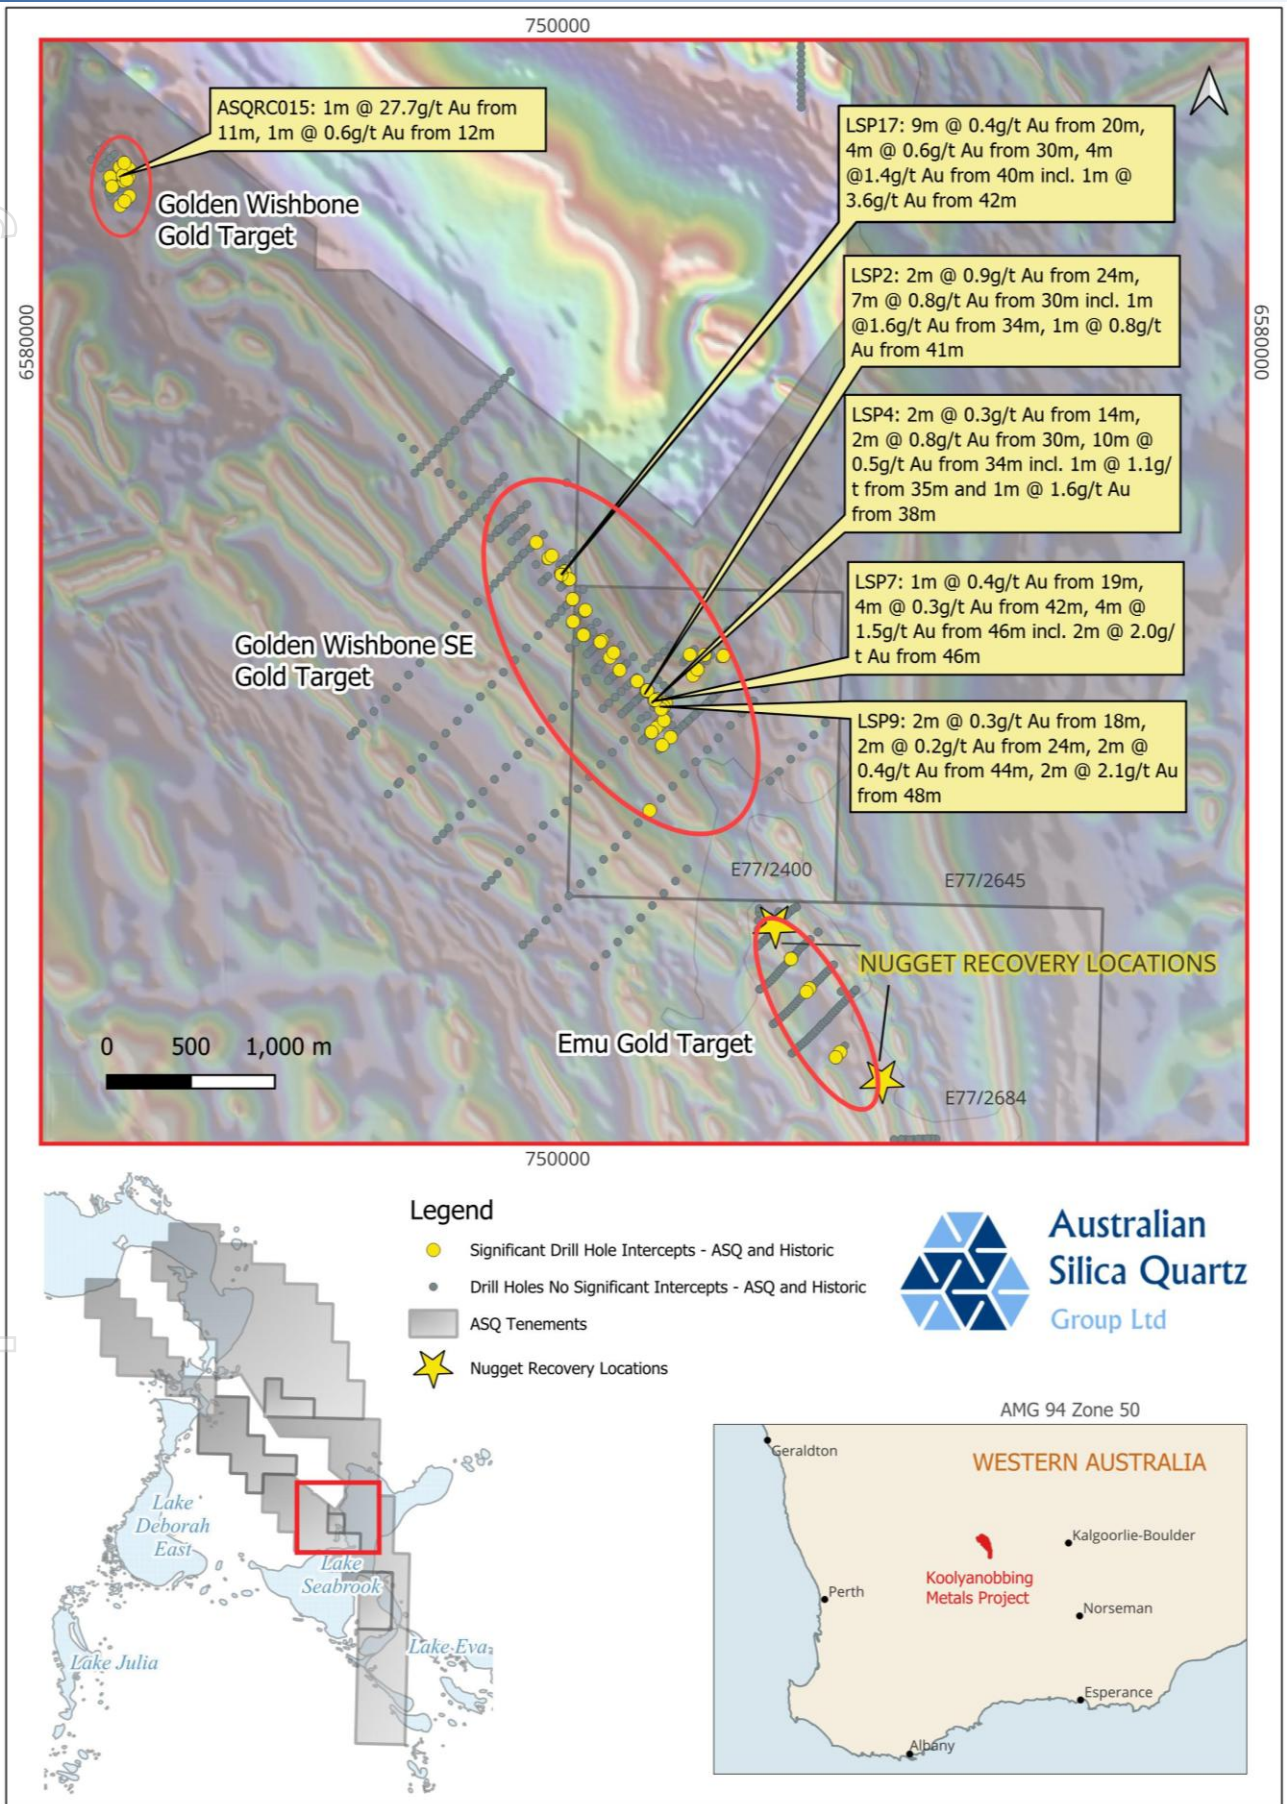 750000
ASQRC015: 1m @ 27.7g/t Au from
11m, 1m @ 0.6g/t Au from 12m
Golden Wishbone
Gold Target
LSP17: 9m @ 0.4g/t Au from 20m,
4m @ 0.6g/t Au from 30m, 4m
@1.4g/t Au from 40m incl. 1m @
3.6g/t Au from 42m
6580000
6580000
LSP2: 2m @ 0.9g/t Au from 24m,
7m @ 0.8g/t Au from 30m incl. 1m
@1.6g/t Au from 34m, 1m @ 0.8g/t
Au from 41m
LSP4: 2m @ 0.3g/t Au from 14m,
2m @ 0.8g/t Au from 30m, 10m @
0.5g/t Au from 34m incl. 1m @ 1.1g/
t from 35m and 1m @ 1.6g/t Au
from 38m
LSP7: 1m @ 0.4g/t Au from 19m,
4m @ 0.3g/t Au from 42m, 4m @
1.5g/t Au from 46m incl. 2m @ 2.0g/
t Au from 46m
Golden Wishbone SE
Gold Target
LSP9: 2m @ 0.3g/t Au from 18m,
2m @ 0.2g/t Au from 24m, 2m @
0.4g/t Au from 44m, 2m @ 2.1g/t Au
from 48m
E77/2400
E77/2645
NUGGET RECOVERY LOCATIONS
Emu Gold Target
0 500 1,000 m
E77/2684
750000
Legend
Significant Drill Hole Intercepts - ASQ and Historic
Drill Holes No Significant Intercepts - ASQ and Historic
ASQ Tenements
Nugget Recovery Locations
Australian
Silica Quartz
Group Ltd
Lake
Deborah
East
Lake
Seabrook
Lake Julia
Lake Eva
AMG 94 Zone 50
Geraldton
WESTERN AUSTRALIA
Kalgoorlie-Boulder
Koolyanobbing
Metals Project
Perth
Norseman
Esperance
Albany